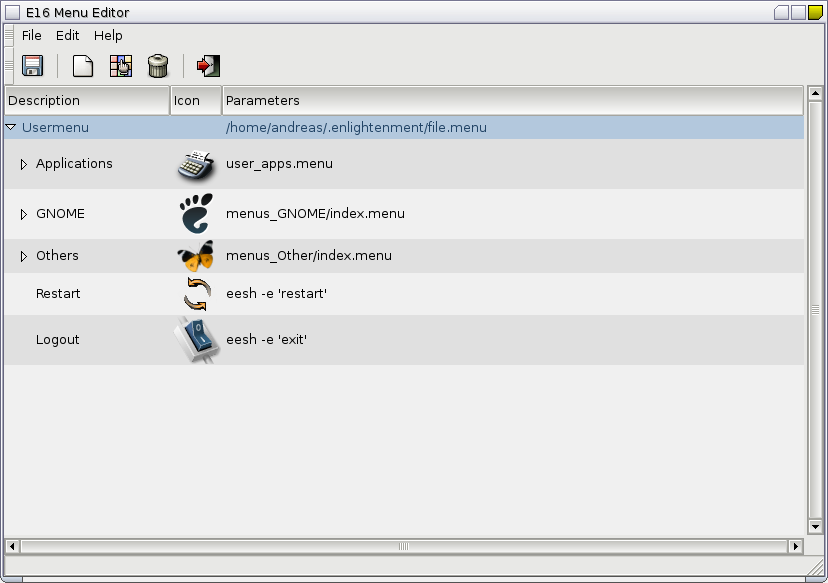 E16 Menu Editor
File Edit Help
Description Icon Parameters
Usermenu /home/andreas/.enlightenment/file.menu
Applications user_apps.menu
GNOME menus_GNOME/index.menu
Others menus_Other/index.menu
Restart eesh -e 'restart'
Logout eesh -e 'exit'